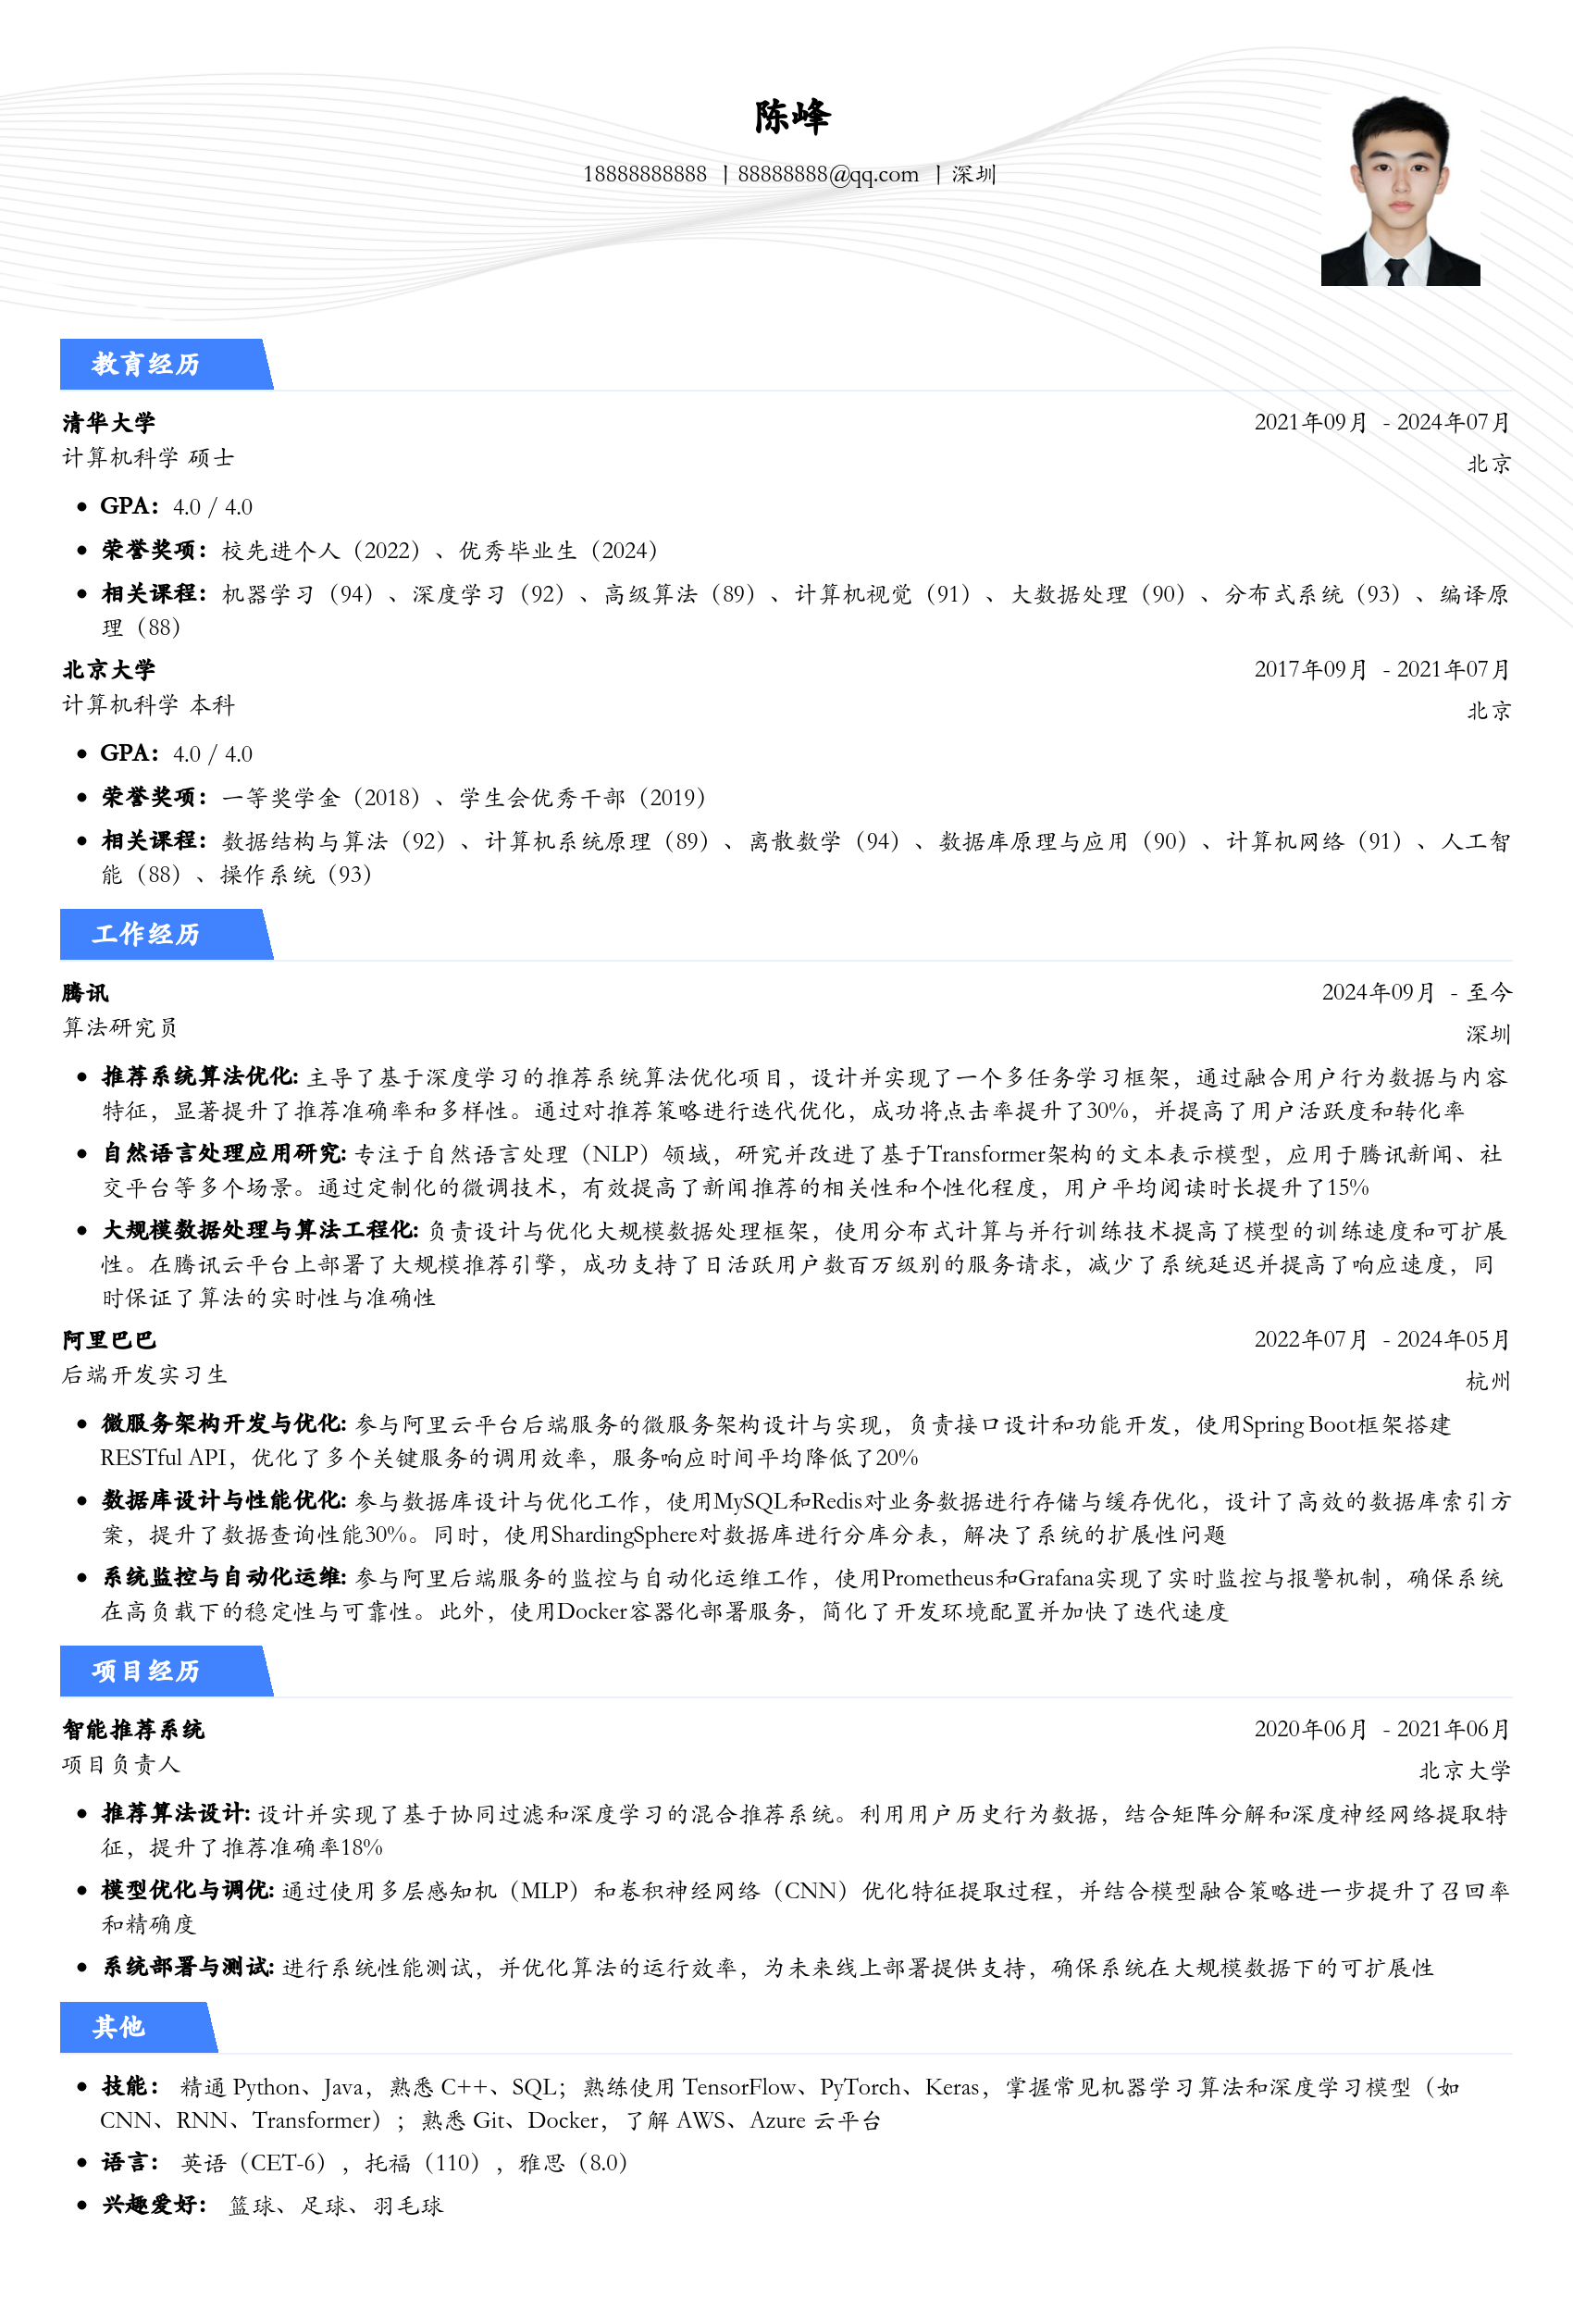 陈峰
18888888888 | 88888888@qq.com | 深圳
教育经历
清华大学 2021年09月 - 2024年07月
计算机科学 硕士 北京
• GPA：4.0 / 4.0
• 荣誉奖项：校先进个人（2022）、优秀毕业生（2024）
• 相关课程：机器学习（94）、深度学习（92）、高级算法（89）、计算机视觉（91）、大数据处理（90）、分布式系统（93）、编译原
理（88）
北京大学 2017年09月 - 2021年07月
计算机科学 本科 北京
• GPA：4.0 / 4.0
• 荣誉奖项：一等奖学金（2018）、学生会优秀干部（2019）
• 相关课程：数据结构与算法（92）、计算机系统原理（89）、离散数学（94）、数据库原理与应用（90）、计算机网络（91）、人工智
能（88）、操作系统（93）
工作经历
腾讯 2024年09月 - 至今
算法研究员 深圳
• 推荐系统算法优化: 主导了基于深度学习的推荐系统算法优化项目，设计并实现了一个多任务学习框架，通过融合用户行为数据与内容
特征，显著提升了推荐准确率和多样性。通过对推荐策略进行迭代优化，成功将点击率提升了30%，并提高了用户活跃度和转化率
• 自然语言处理应用研究: 专注于自然语言处理（NLP）领域，研究并改进了基于Transformer架构的文本表示模型，应用于腾讯新闻、社
交平台等多个场景。通过定制化的微调技术，有效提高了新闻推荐的相关性和个性化程度，用户平均阅读时长提升了15%
• 大规模数据处理与算法工程化: 负责设计与优化大规模数据处理框架，使用分布式计算与并行训练技术提高了模型的训练速度和可扩展
性。在腾讯云平台上部署了大规模推荐引擎，成功支持了日活跃用户数百万级别的服务请求，减少了系统延迟并提高了响应速度，同
时保证了算法的实时性与准确性
阿里巴巴 2022年07月 - 2024年05月
后端开发实习生 杭州
• 微服务架构开发与优化: 参与阿里云平台后端服务的微服务架构设计与实现，负责接口设计和功能开发，使用Spring Boot框架搭建
RESTful API，优化了多个关键服务的调用效率，服务响应时间平均降低了20%
• 数据库设计与性能优化: 参与数据库设计与优化工作，使用MySQL和Redis对业务数据进行存储与缓存优化，设计了高效的数据库索引方
案，提升了数据查询性能30%。同时，使用ShardingSphere对数据库进行分库分表，解决了系统的扩展性问题
• 系统监控与自动化运维: 参与阿里后端服务的监控与自动化运维工作，使用Prometheus和Grafana实现了实时监控与报警机制，确保系统
在高负载下的稳定性与可靠性。此外，使用Docker容器化部署服务，简化了开发环境配置并加快了迭代速度
项目经历
智能推荐系统 2020年06月 - 2021年06月
项目负责人 北京大学
• 推荐算法设计: 设计并实现了基于协同过滤和深度学习的混合推荐系统。利用用户历史行为数据，结合矩阵分解和深度神经网络提取特
征，提升了推荐准确率18%
• 模型优化与调优: 通过使用多层感知机（MLP）和卷积神经网络（CNN）优化特征提取过程，并结合模型融合策略进一步提升了召回率
和精确度
• 系统部署与测试: 进行系统性能测试，并优化算法的运行效率，为未来线上部署提供支持，确保系统在大规模数据下的可扩展性
其他
• 技能： 精通 Python、Java，熟悉 C++、SQL；熟练使用 TensorFlow、PyTorch、Keras，掌握常见机器学习算法和深度学习模型（如
CNN、RNN、Transformer）；熟悉 Git、Docker，了解 AWS、Azure 云平台
• 语言： 英语（CET-6），托福（110），雅思（8.0）
• 兴趣爱好： 篮球、足球、羽毛球